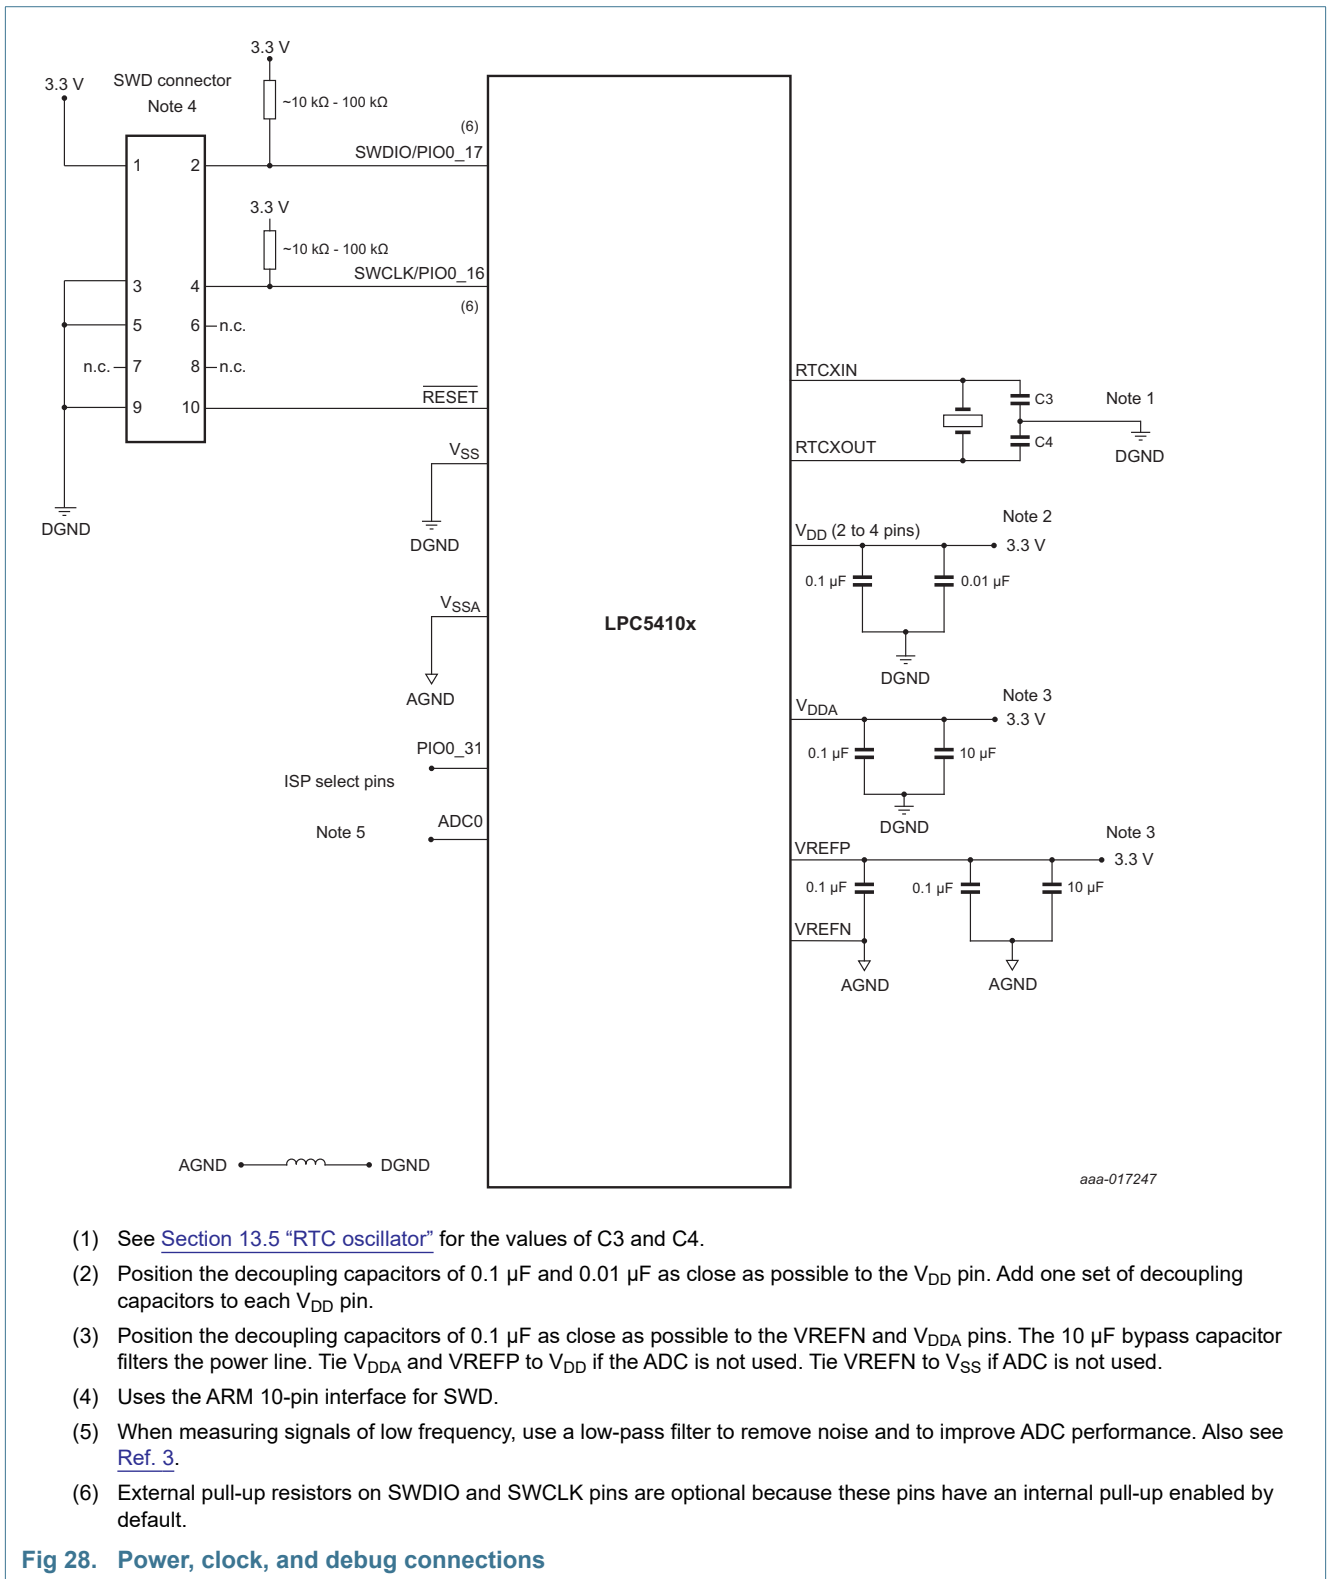 3.3 V
3.3 V
SWD connector
Note 4
~10 kΩ - 100 kΩ
(6)
1
2
SWDIO/PIO0_17
3.3 V
~10 kΩ - 100 kΩ
SWCLK/PIO0_16
3
4
(6)
5
6
n.c.
n.c.
7
8
n.c.
RESET
9
10
VSS
DGND
DGND
VSSA
AGND
PIO0_31
ISP select pins
ADC0
Note 5
LPC5410x
RTCXIN
C3
Note 1
RTCXOUT
C4
DGND
Note 2
VDD (2 to 4 pins)
3.3 V
0.1 µF
0.01 µF
DGND
Note 3
VDDA
3.3 V
0.1 µF
10 µF
DGND
Note 3
VREFP
3.3 V
0.1 µF
0.1 µF
10 µF
VREFN
AGND
AGND
AGND
DGND
aaa-017247
(1) See Section 13.5 “RTC oscillator” for the values of C3 and C4.
(2) Position the decoupling capacitors of 0.1 µF and 0.01 µF as close as possible to the VDD pin. Add one set of decoupling
capacitors to each VDD pin.
(3) Position the decoupling capacitors of 0.1 µF as close as possible to the VREFN and VDDA pins. The 10 µF bypass capacitor
filters the power line. Tie VDDA and VREFP to VDD if the ADC is not used. Tie VREFN to VSS if ADC is not used.
(4) Uses the ARM 10-pin interface for SWD.
(5) When measuring signals of low frequency, use a low-pass filter to remove noise and to improve ADC performance. Also see
Ref. 3.
(6) External pull-up resistors on SWDIO and SWCLK pins are optional because these pins have an internal pull-up enabled by
default.
Fig 28. Power, clock, and debug connections